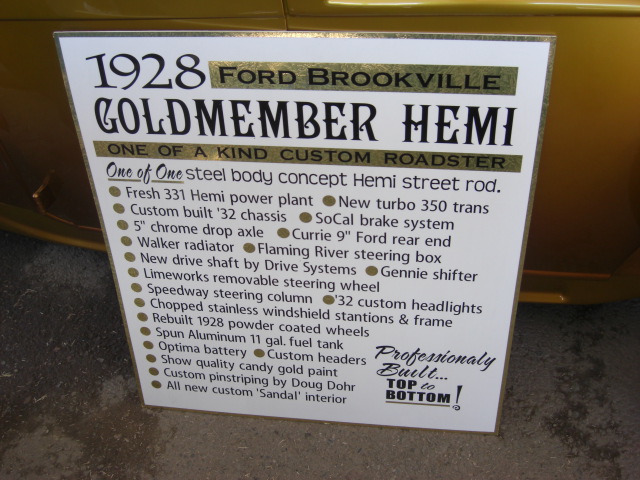 1928 FORD BROOKVILLE
GOLDMEMBER HEMI
ONE OF A KIND CUSTOM ROADSTER
One of One steel body concept Hemi street rod.
Fresh 331 Hemi power plant ● New turbo 350 trans
Custom built '32 chassis ● SoCal brake system
5" chrome drop axle ● Currie 9" Ford rear end
Walker radiator ● Flaming River steering box
New drive shaft by Drive Systems ● Gennie shifter
Limeworks removable steering wheel
Speedway steering column ● '32 custom headlights
Chopped stainless windshield stantions & frame
Rebuilt 1928 powder coated wheels
Spun Aluminum 11 gal. fuel tank
Optima battery ● Custom headers
Show quality candy gold paint
Custom pinstriping by Doug Dohr
All new custom 'Sandal' interior
Professionaly
Built...
TOP to
BOTTOM!